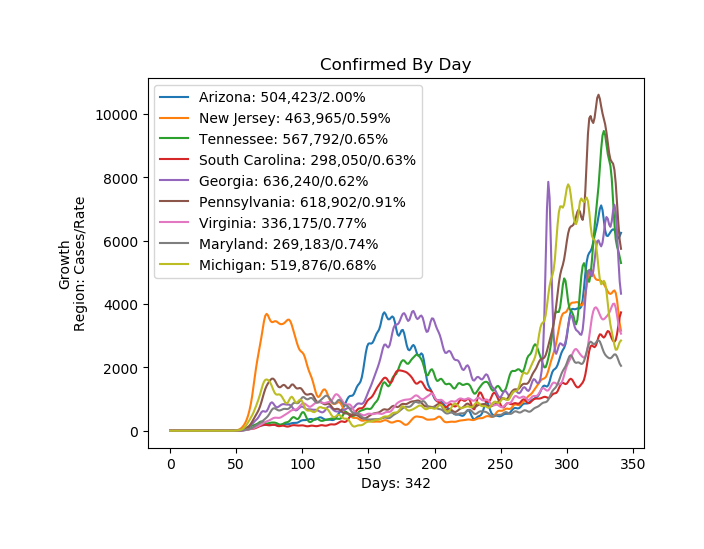 Confirmed By Day
10000
8000
6000
4000
2000
0
Growth
Region: Cases/Rate
Arizona: 504,423/2.00%
New Jersey: 463,965/0.59%
Tennessee: 567,792/0.65%
South Carolina: 298,050/0.63%
Georgia: 636,240/0.62%
Pennsylvania: 618,902/0.91%
Virginia: 336,175/0.77%
Maryland: 269,183/0.74%
Michigan: 519,876/0.68%
0 50 100 150 200 250 300 350
Days: 342